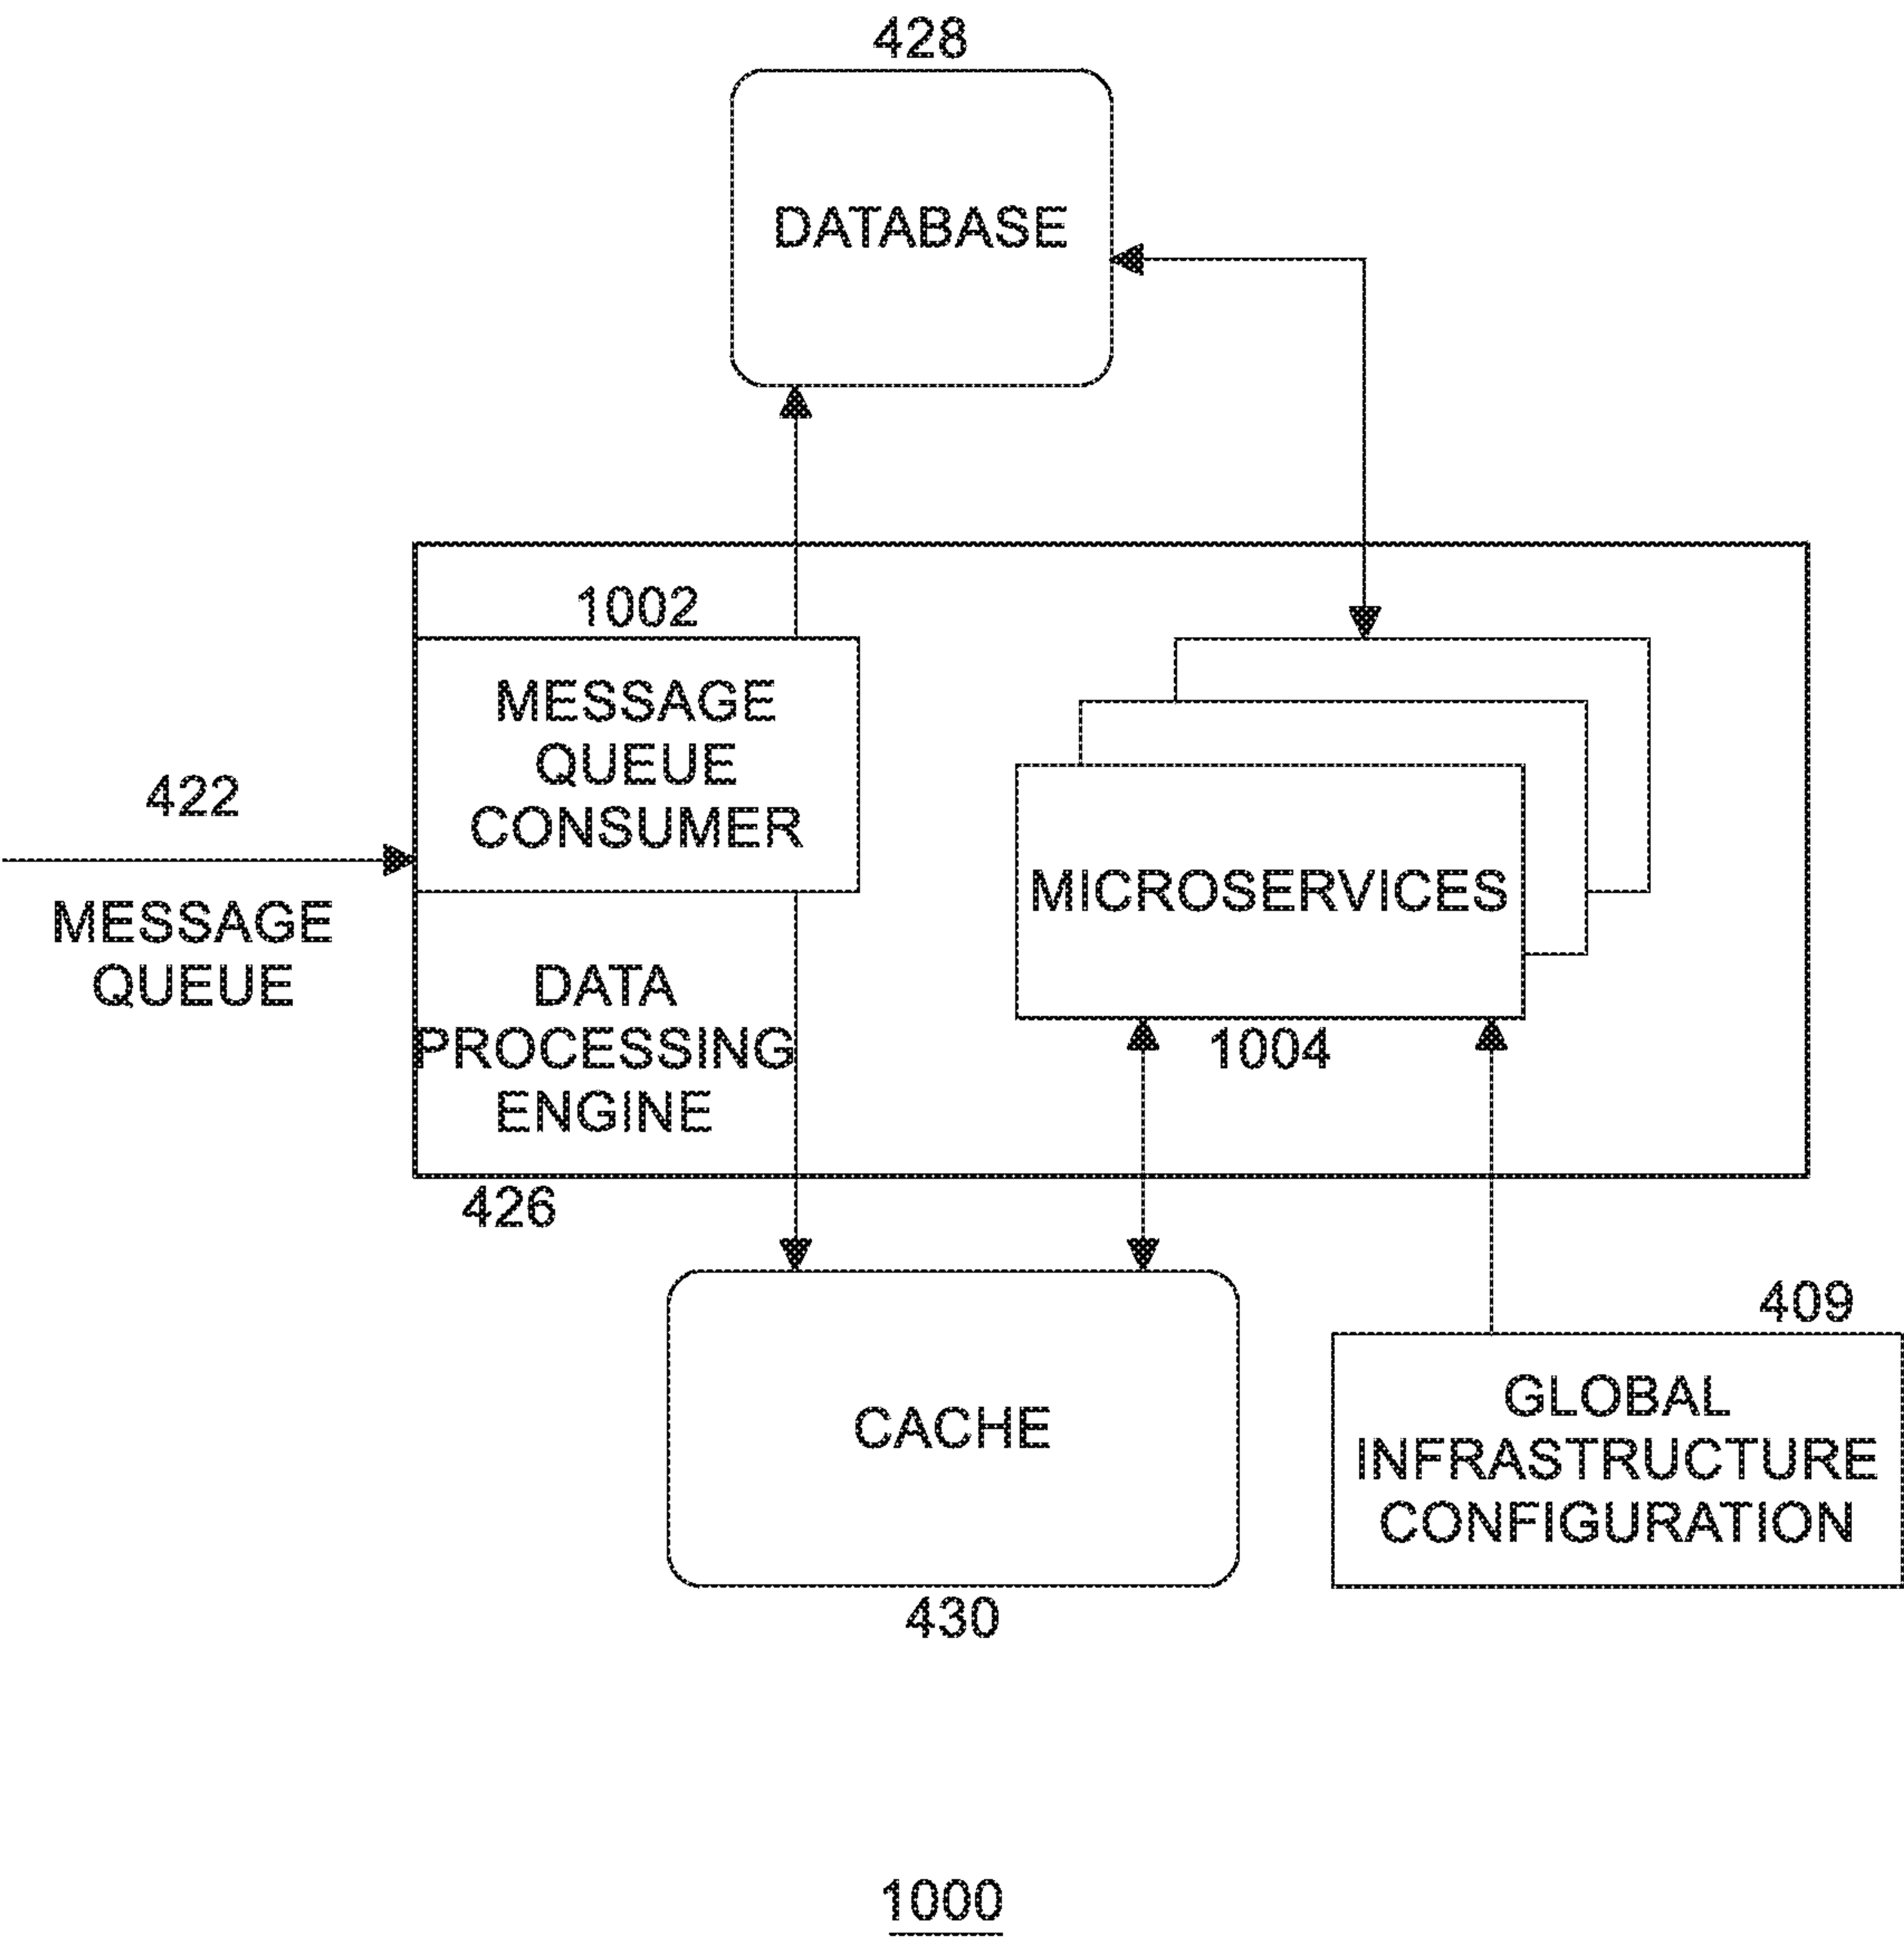 428
DATABASE
1002
MESSAGE
QUEUE
CONSUMER
422
MESSAGE
QUEUE
MICROSERVICES
1004
DATA
PROCESSING
ENGINE
426
CACHE
430
409
GLOBAL
INFRASTRUCTURE
CONFIGURATION
1000